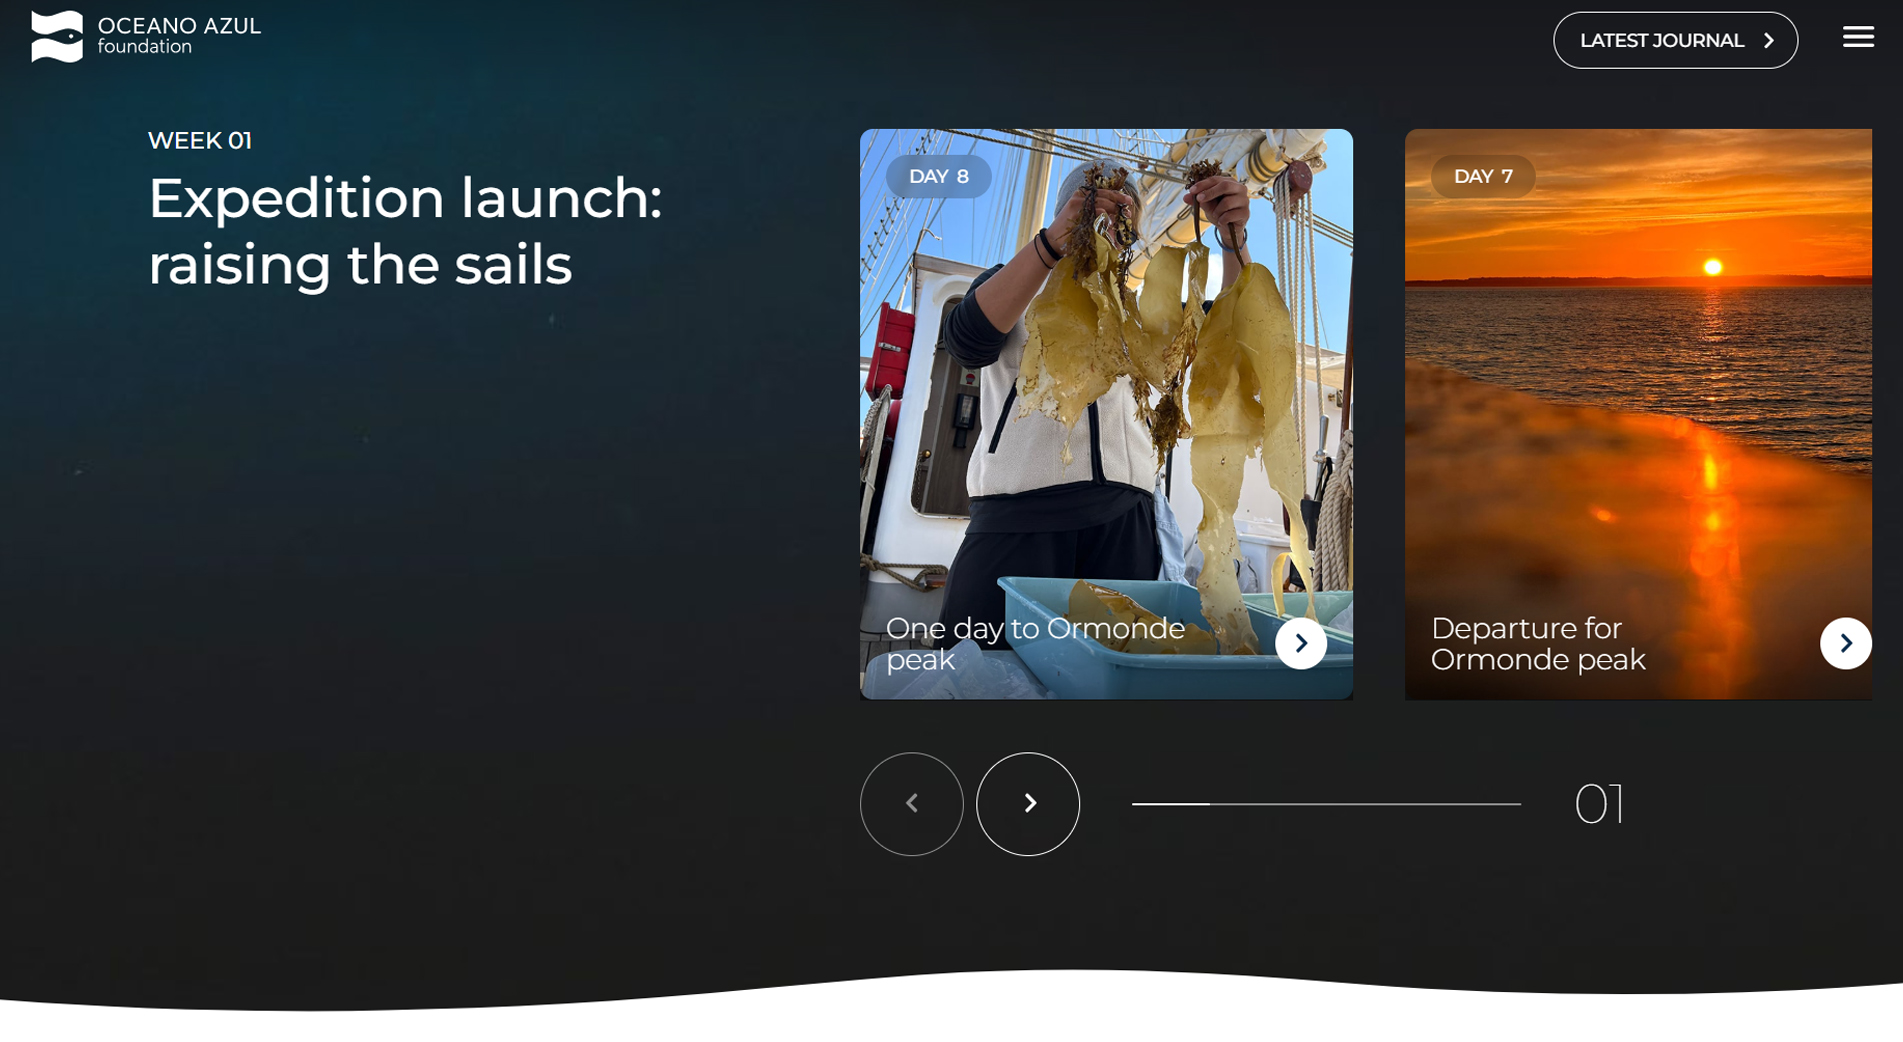 OCEANO AZUL
foundation
LATEST JOURNAL
WEEK 01
Expedition launch:
raising the sails
DAY 8
One day to Ormonde
peak
DAY 7
Departure for
Ormonde peak
01